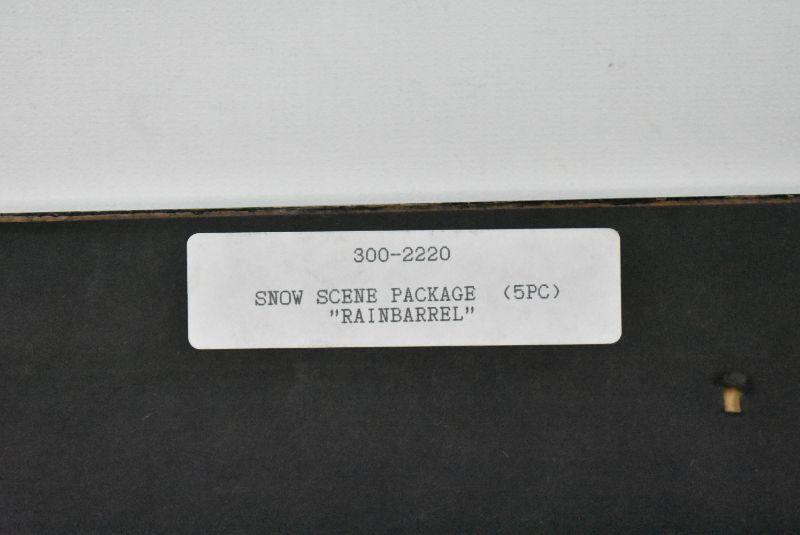 300-2220
SNOW SCENE PACKAGE (5PC)
"RAINBARREL"